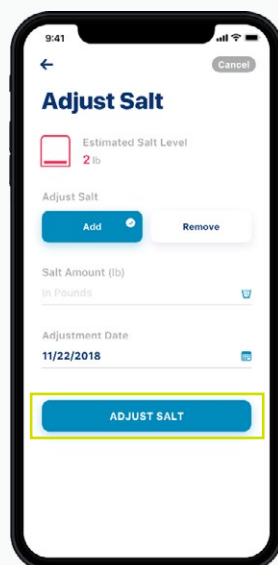 9:41
Cancel
Adjust Salt
Estimated Salt Level
2 lb
Adjust Salt
Add
Remove
Salt Amount (lb)
In Pounds
Adjustment Date
11/22/2018
ADJUST SALT